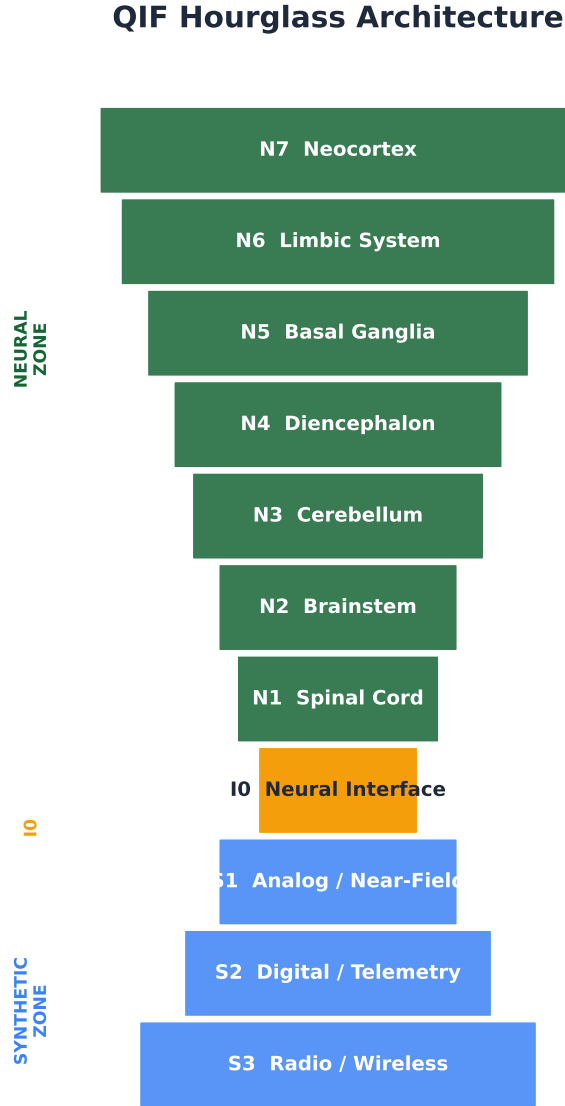 QIF Hourglass Architecture
N7 Neocortex
N6 Limbic System
NEURAL
ZONE
N5 Basal Ganglia
N4 Diencephalon
N3 Cerebellum
N2 Brainstem
N1 Spinal Cord
I0 Neural Interface
I0
S1 Analog / Near-Field
SYNTHETIC
ZONE
S2 Digital / Telemetry
S3 Radio / Wireless